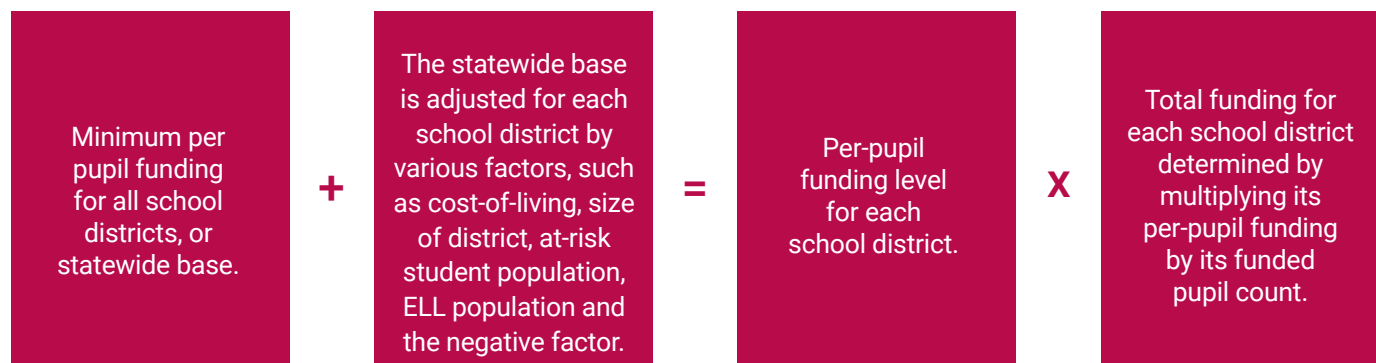 Minimum per
pupil funding
for all school
districts, or
statewide base.
+
The statewide base
is adjusted for each
school district by
various factors, such
as cost-of-living, size
of district, at-risk
student population,
ELL population and
the negative factor.
=
Per-pupil
funding level
for each
school district.
X
Total funding for
each school district
determined by
multiplying its
per-pupil funding
by its funded
pupil count.